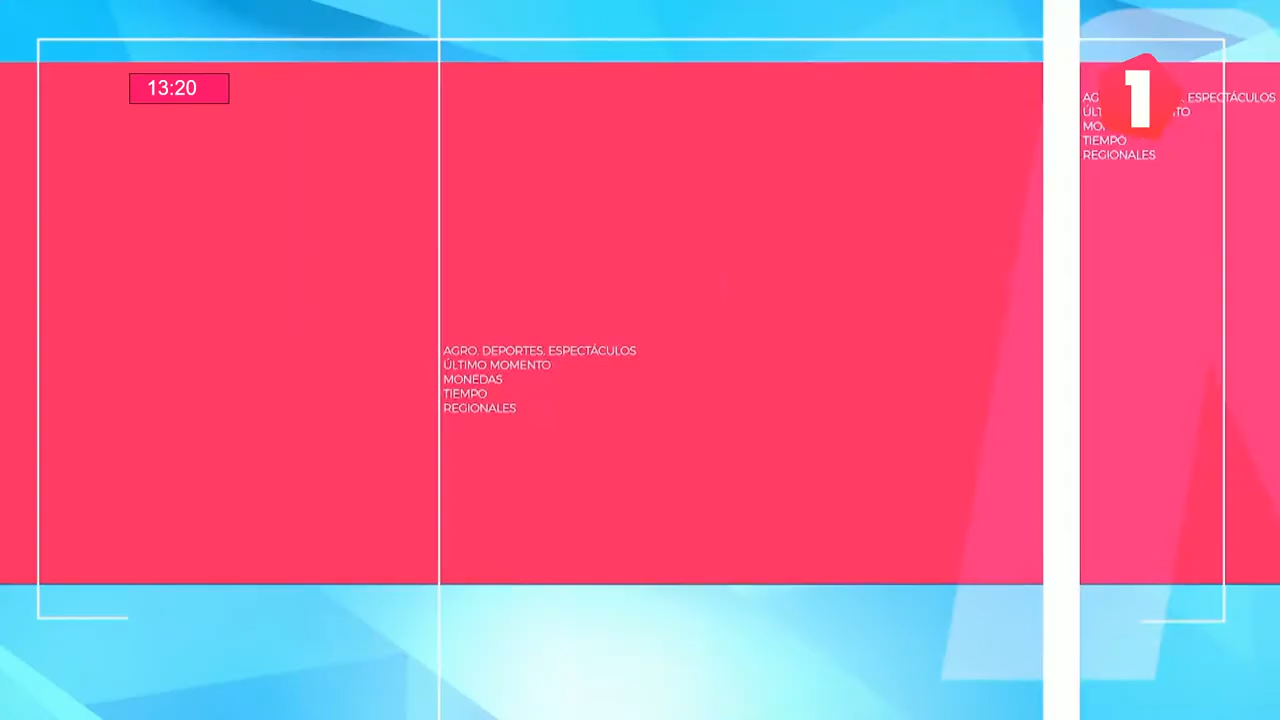 13:20
1
ESPECTÁCULOS
TIEMPO
REGIONALES
AGRO, DEPORTES, ESPECTÁCULOS
ÚLTIMO MOMENTO
MONEDAS
TIEMPO
REGIONALES